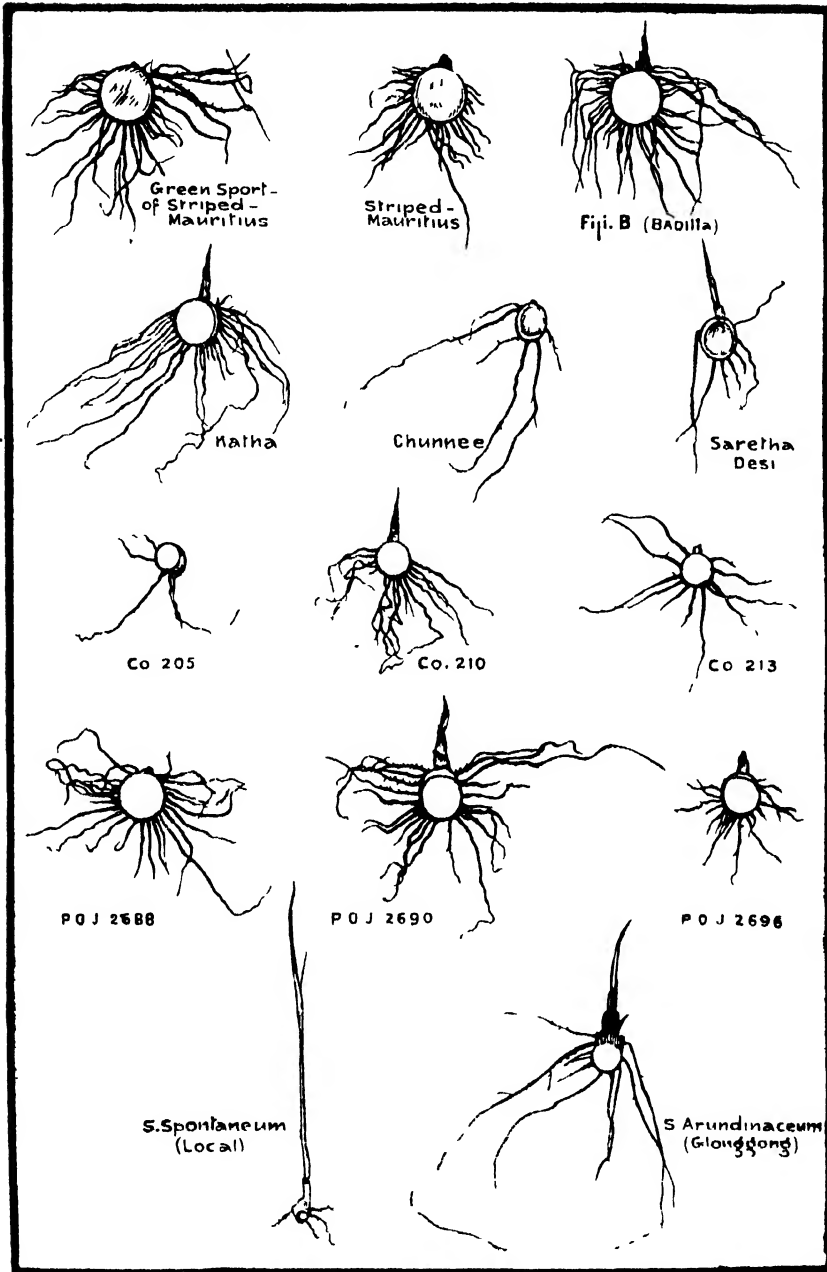 Green Sport-
of Striped-
Mauritius
Striped-
Mauritius
Fiji. B (BADIlla)
Katha
Chunnee
Saretha
Desi
Co 205
Co. 210
Co 213
POJ 2688
POJ 2690
POJ 2696
S.Spontaneum
(Local)
S Arundinaceum
(Glonggong)